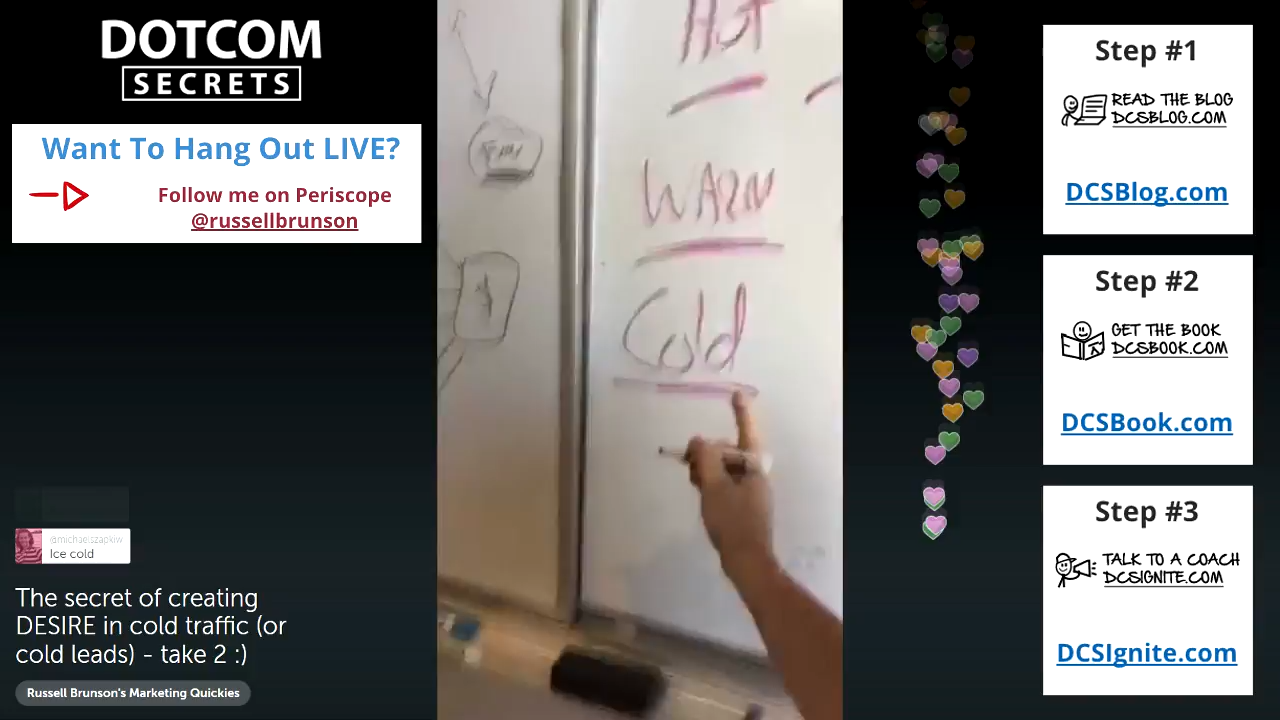 DOTCOM
SECRETS
Want To Hang Out LIVE?
Follow me on Periscope
@russellbrunson
@michaelszapkiw
Ice cold
The secret of creating
DESIRE in cold traffic (or
cold leads) - take 2 :)
Russell Brunson's Marketing Quickies
Hot
WARM
Cold
Step #1
READ THE BLOG
DCSBLOG.COM
DCSBlog.com
Step #2
GET THE BOOK
DCSBOOK.COM
DCSBook.com
Step #3
TALK TO A COACH
DCSIGNITE.COM
DCSIgnite.com